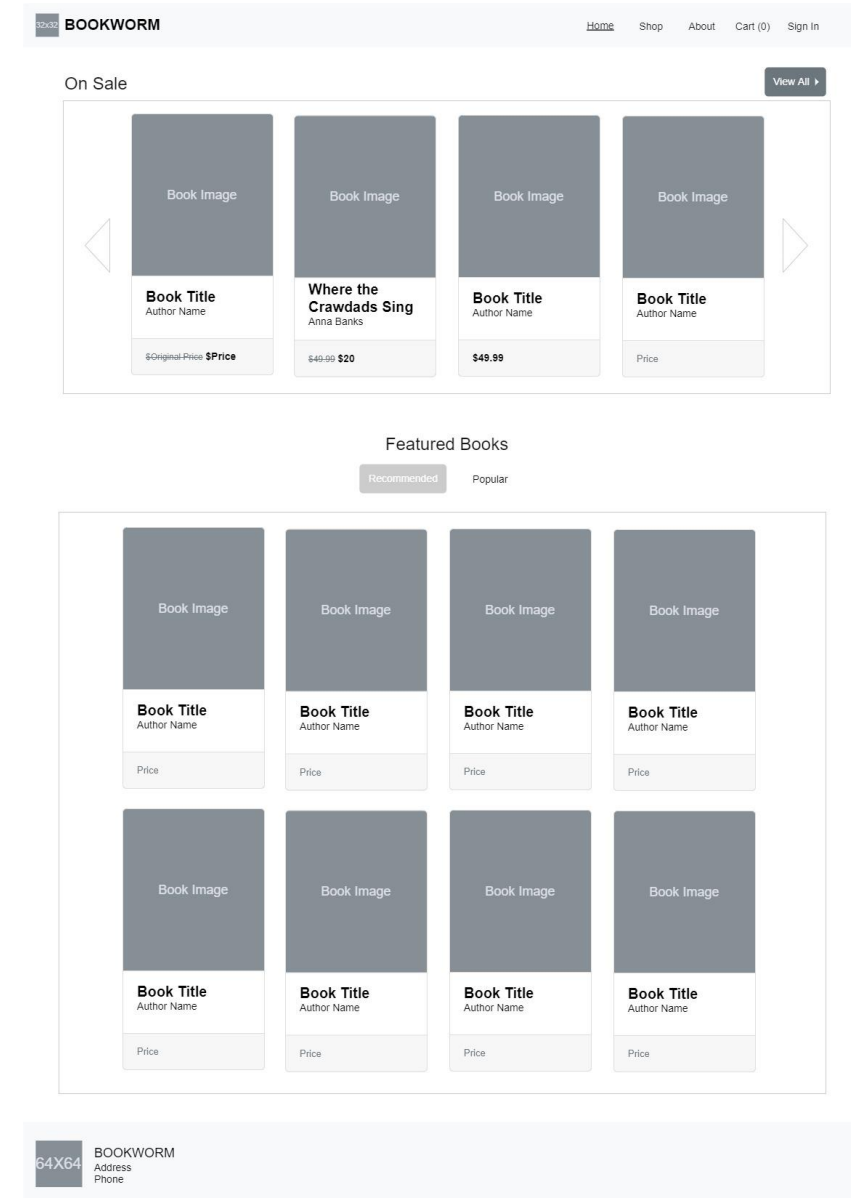 32x32 BOOKWORM Home Shop About Cart (0) Sign In
On Sale View All
Book Image Book Image Book Image Book Image
Book Title
Author Name
$Original Price $Price
Where the
Crawdads Sing
Anna Banks
$49.99 $20
Book Title
Author Name
$49.99
Book Title
Author Name
Price
Featured Books
Recommended Popular
Book Image Book Image Book Image Book Image
Book Title Book Title Book Title Book Title
Author Name Author Name Author Name Author Name
Price Price Price Price
Book Image Book Image Book Image Book Image
Book Title Book Title Book Title Book Title
Author Name Author Name Author Name Author Name
Price Price Price Price
64X64
BOOKWORM
Address
Phone